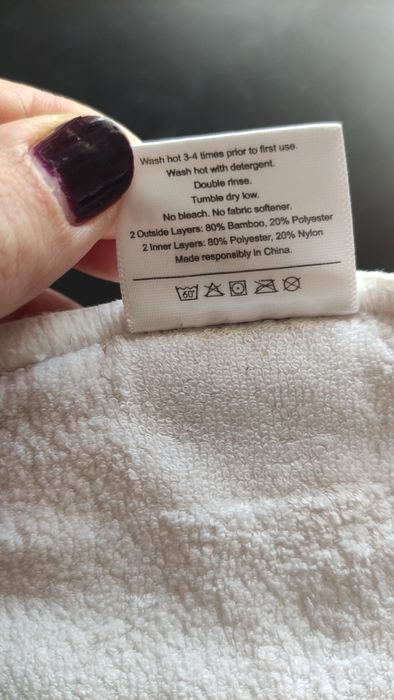 Wash hot 3-4 times prior to first use.
Wash hot with detergent.
Double rinse.
Tumble dry low.
No bleach. No fabric softener.
2 Outside Layers: 80% Bamboo, 20% Polyester
2 Inner Layers: 80% Polyester, 20% Nylon
Made responsibly in China.
60°